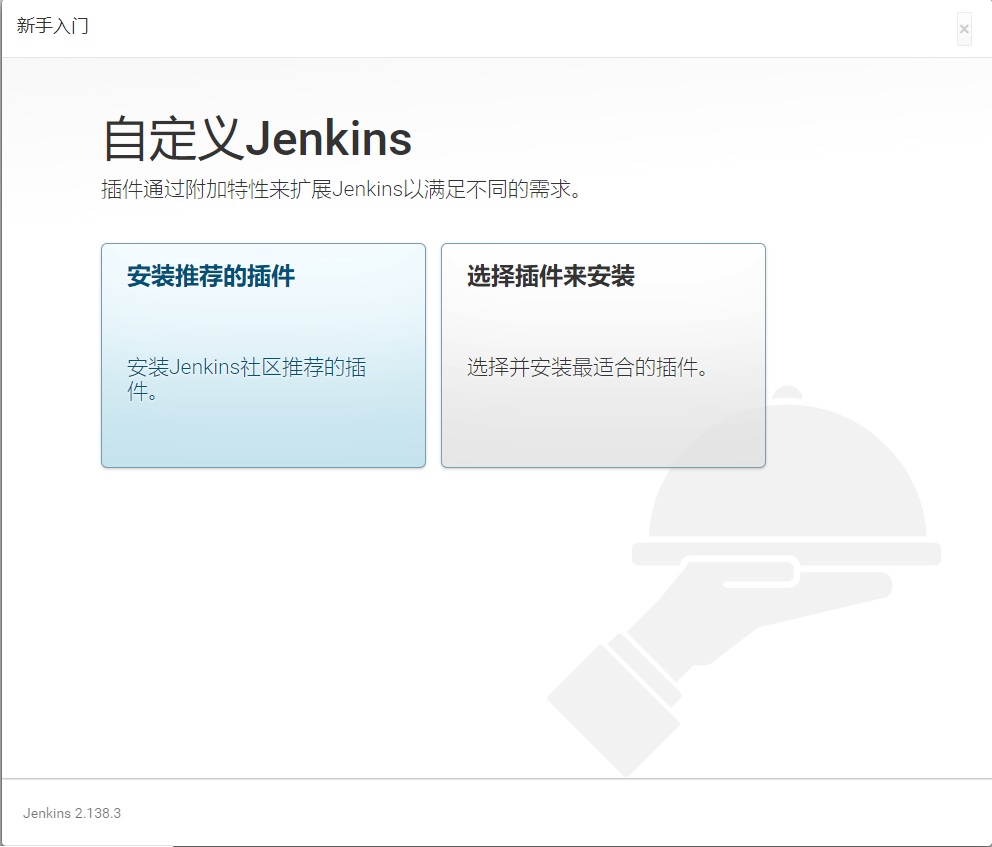 新手入门
×
自定义Jenkins
插件通过附加特性来扩展Jenkins以满足不同的需求。
安装推荐的插件
安装Jenkins社区推荐的插
件。
选择插件来安装
选择并安装最适合的插件。
Jenkins 2.138.3